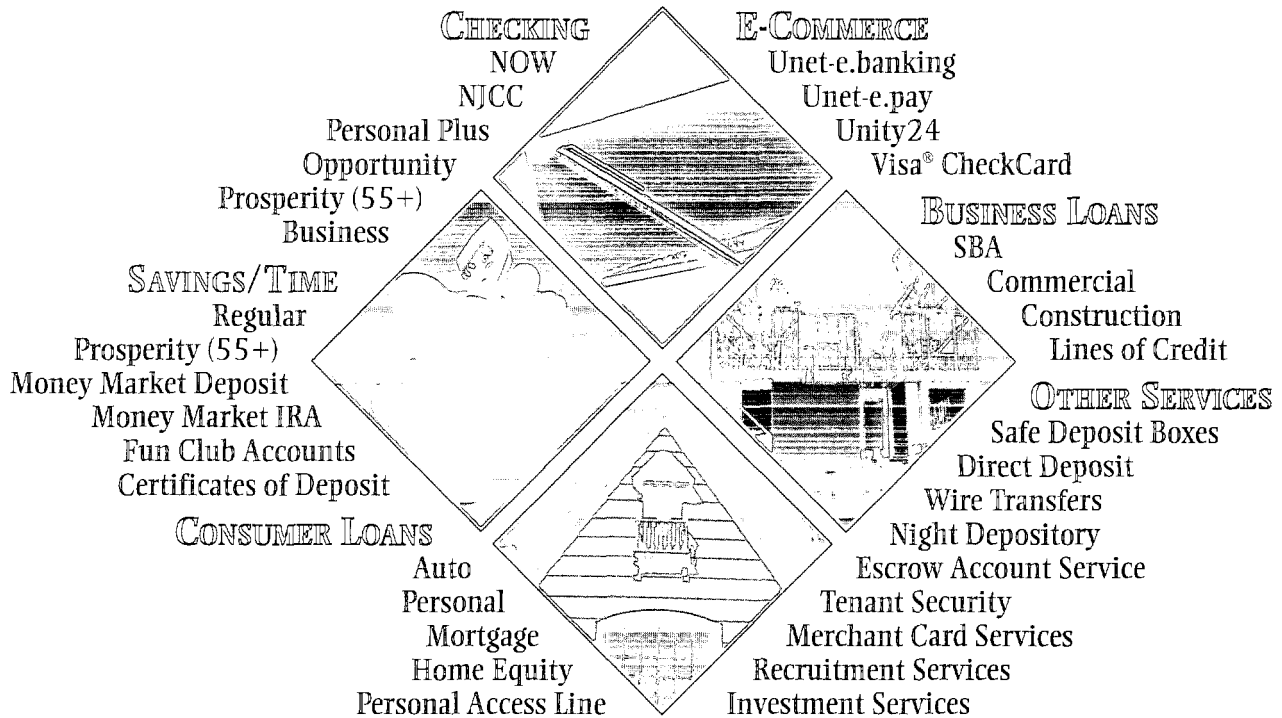 CHECKING
NOW
NJCC
Personal Plus
Opportunity
Prosperity (55+)
Business
SAVINGS/TIME
Regular
Prosperity (55+)
Money Market Deposit
Money Market IRA
Fun Club Accounts
Certificates of Deposit
CONSUMER LOANS
Auto
Personal
Mortgage
Home Equity
Personal Access Line
E-COMMERCE
Unet-e.banking
Unet-e.pay
Unity24
Visa® CheckCard
BUSINESS LOANS
SBA
Commercial
Construction
Lines of Credit
OTHER SERVICES
Safe Deposit Boxes
Direct Deposit
Wire Transfers
Night Depository
Escrow Account Service
Tenant Security
Merchant Card Services
Recruitment Services
Investment Services